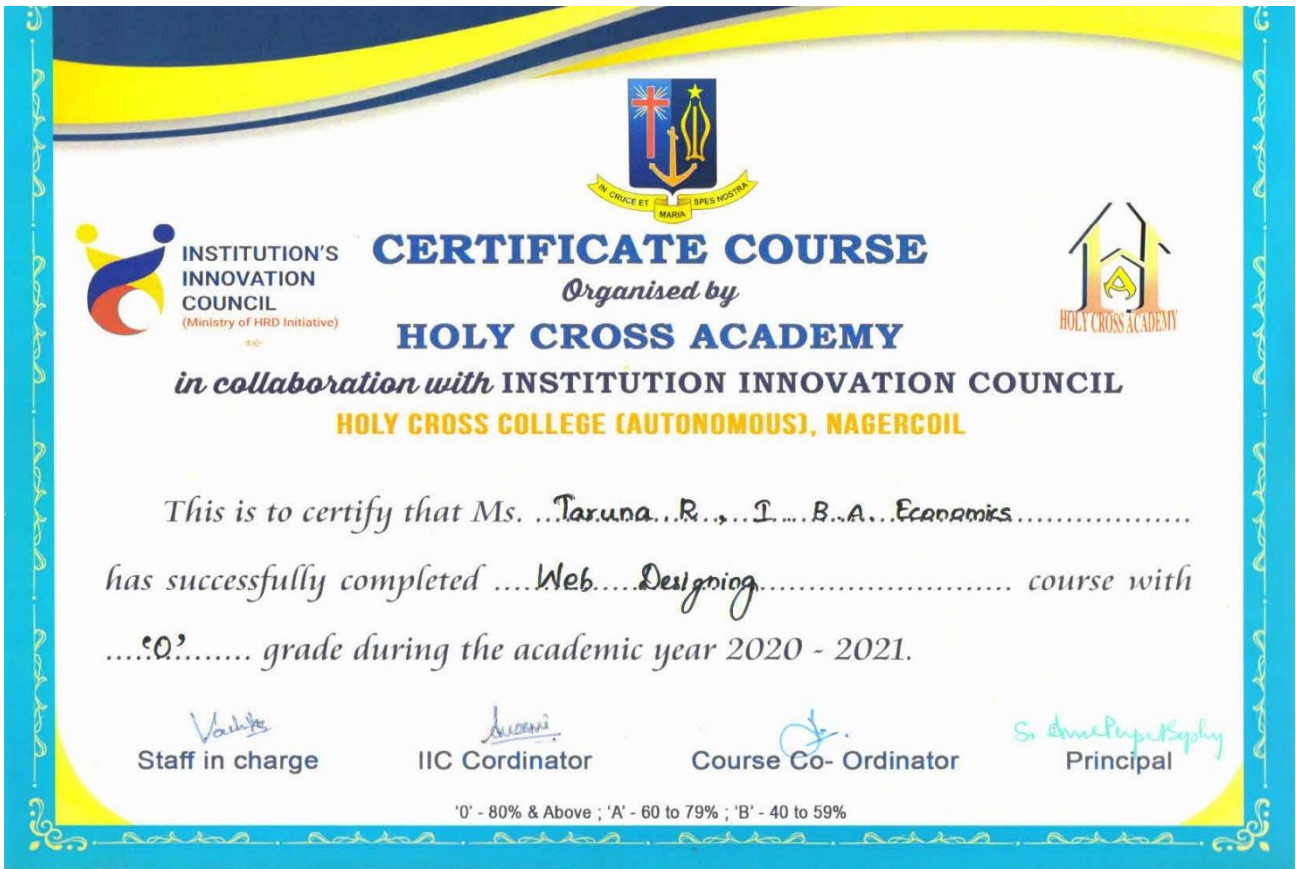 IN CRUCE ET MARIA SPES NOSTRA
INSTITUTION'S
INNOVATION
COUNCIL
(Ministry of HRD Initiative)
CERTIFICATE COURSE
Organised by
HOLY CROSS ACADEMY
HA
HOLY CROSS ACADEMY
in collaboration with INSTITUTION INNOVATION COUNCIL
HOLY CROSS COLLEGE (AUTONOMOUS), NAGERCOIL
This is to certify that Ms. ...Taruna R., I B.A. Economics...................
has successfully completed ....Web Designing............................ course with
.....'O'........ grade during the academic year 2020 - 2021.
Staff in charge
IIC Cordinator
Course Co- Ordinator
Principal
'0' - 80% & Above ; 'A' - 60 to 79% ; 'B' - 40 to 59%